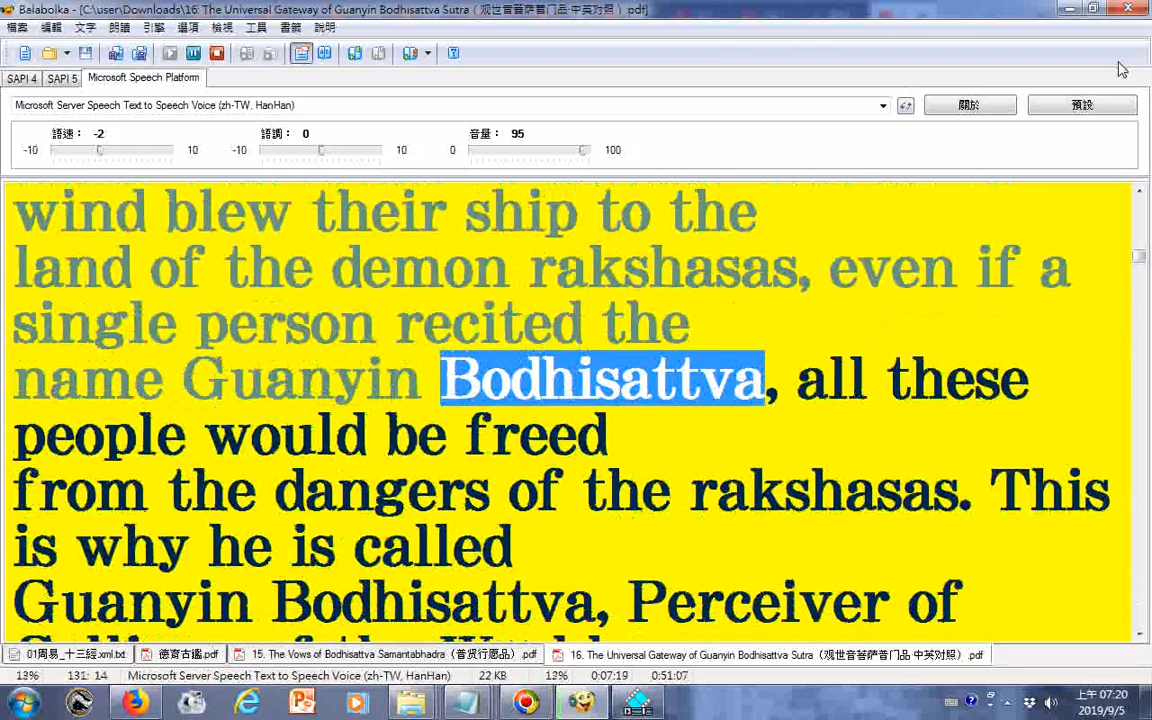 Balabolka - [C:\user\Downloads\16. The Universal Gateway of Guanyin Bodhisattva Sutra（观世音菩萨普门品·中英对照）.pdf]
檔案 編輯 文字 朗讀 引擎 選項 檢視 工具 書籤 說明
SAPI 4 SAPI 5 Microsoft Speech Platform
Microsoft Server Speech Text to Speech Voice (zh-TW, HanHan) 關於 預設
語速： -2 語調： 0 音量： 95
-10 10 -10 10 0 100
wind blew their ship to the
land of the demon rakshasas, even if a
single person recited the
name Guanyin Bodhisattva, all these
people would be freed
from the dangers of the rakshasas. This
is why he is called
Guanyin Bodhisattva, Perceiver of
01周易_十三經.xml.txt 德育古鑑.pdf 15. The Vows of Bodhisattva Samantabhadra（普贤行愿品）.pdf 16. The Universal Gateway of Guanyin Bodhisattva Sutra（观世音菩萨普门品·中英对照）.pdf
13% 131: 14 Microsoft Server Speech Text to Speech Voice (zh-TW, HanHan) 22 KB 13% 0:07:19 0:51:07
上午 07:20
2019/9/5